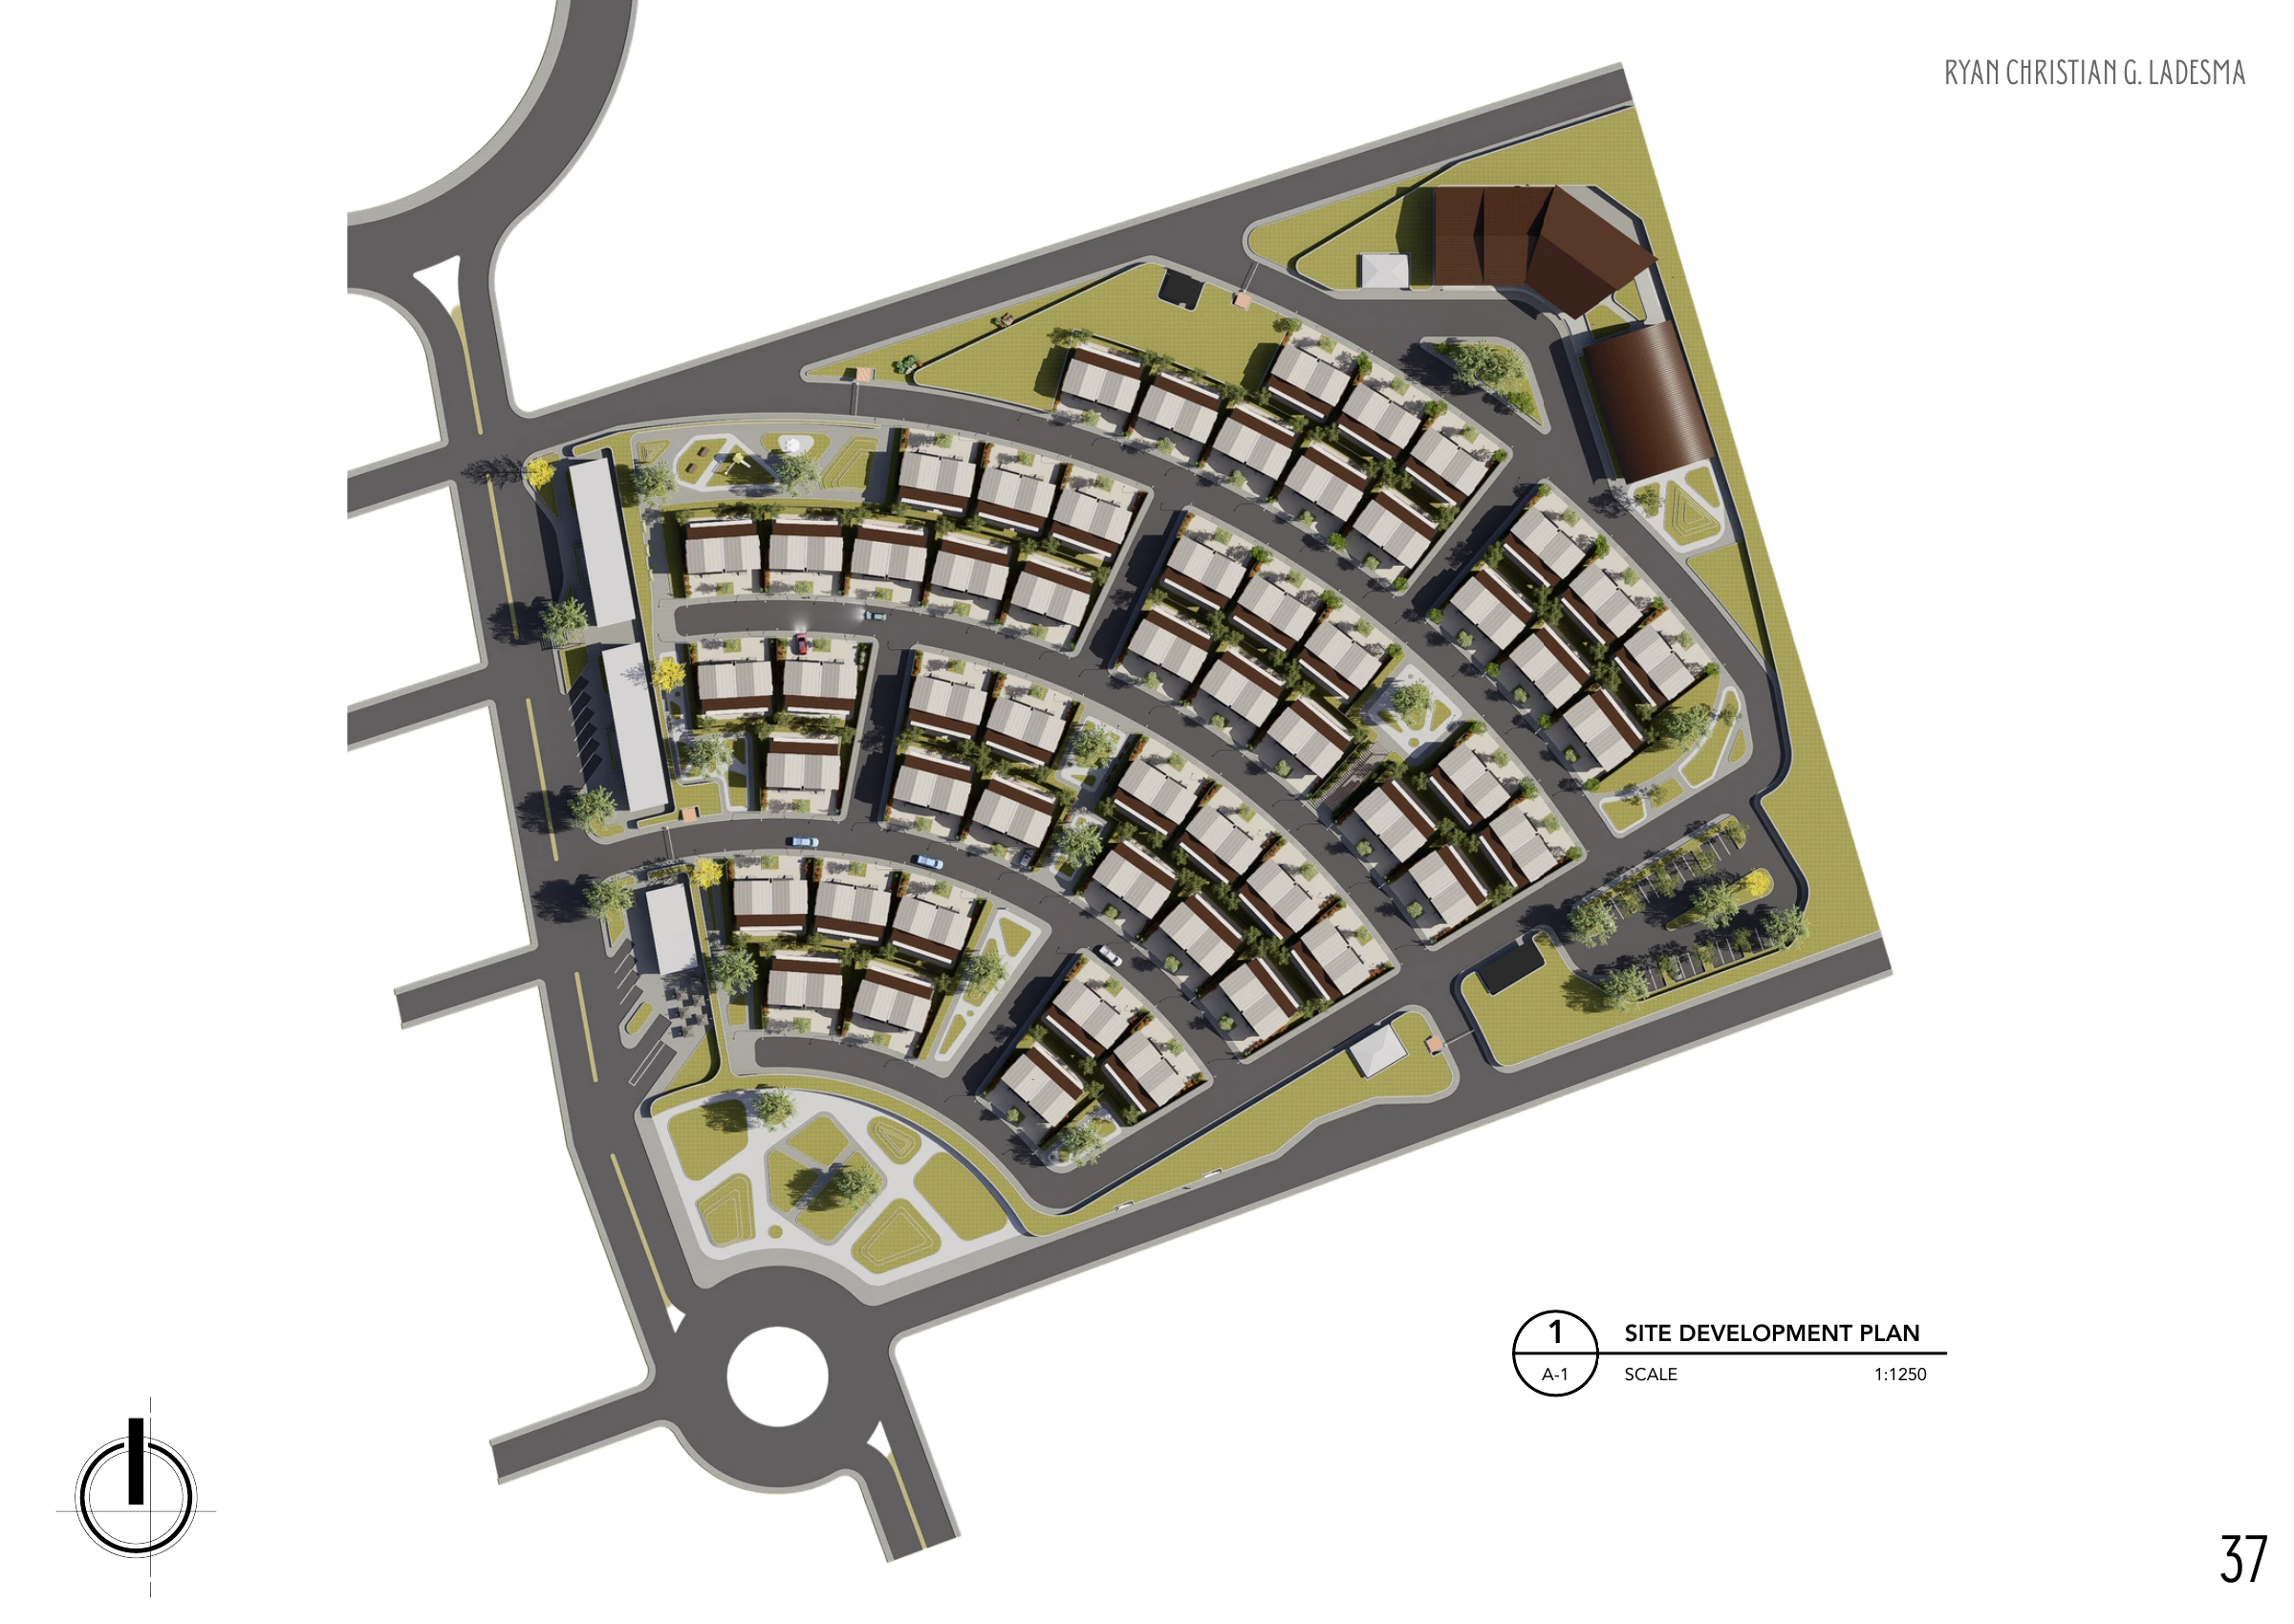 RYAN CHRISTIAN G. LADESMA
1
SITE DEVELOPMENT PLAN
A-1
SCALE 1:1250
37